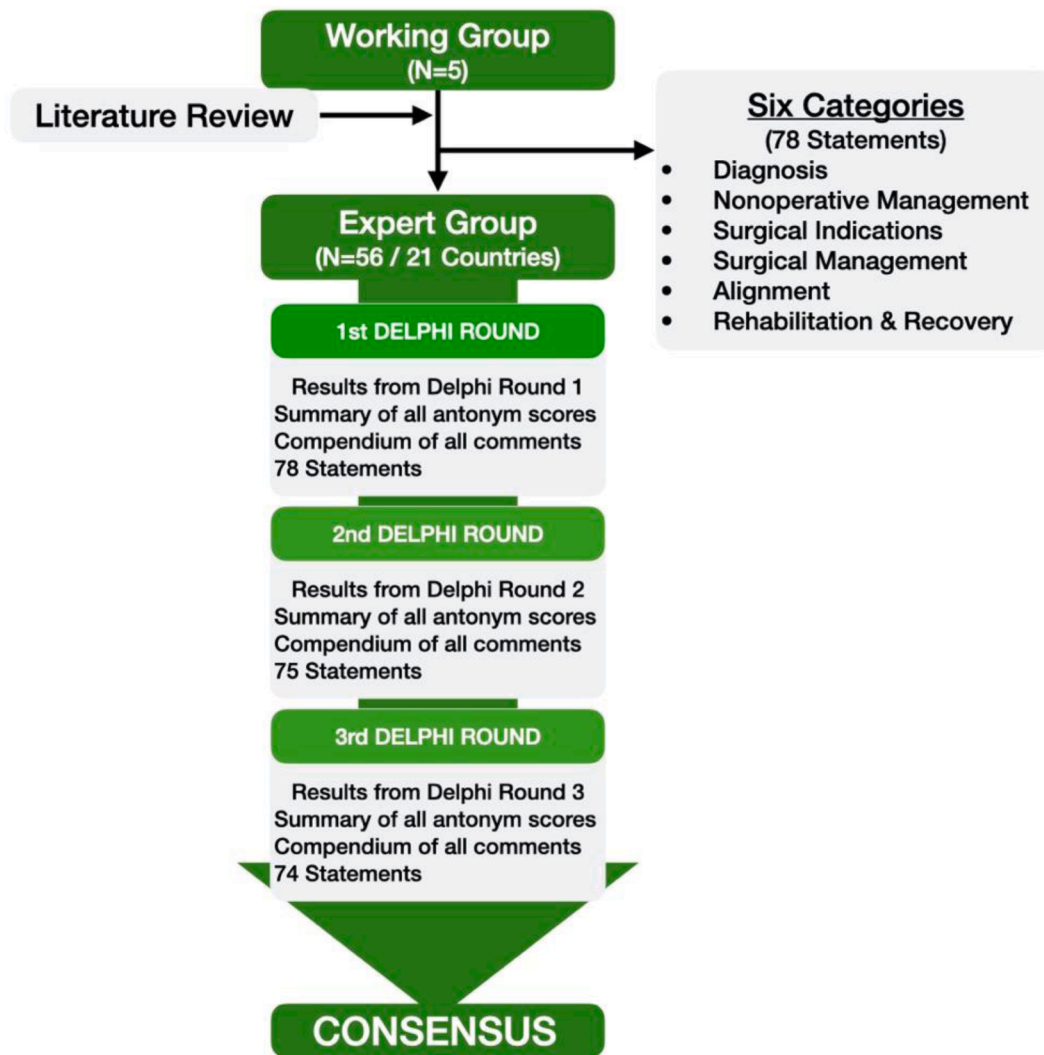 Working Group
(N=5)
Literature Review
Six Categories
(78 Statements)
• Diagnosis
• Nonoperative Management
• Surgical Indications
• Surgical Management
• Alignment
• Rehabilitation & Recovery
Expert Group
(N=56 / 21 Countries)
1st DELPHI ROUND
Results from Delphi Round 1
Summary of all antonym scores
Compendium of all comments
78 Statements
2nd DELPHI ROUND
Results from Delphi Round 2
Summary of all antonym scores
Compendium of all comments
75 Statements
3rd DELPHI ROUND
Results from Delphi Round 3
Summary of all antonym scores
Compendium of all comments
74 Statements
CONSENSUS